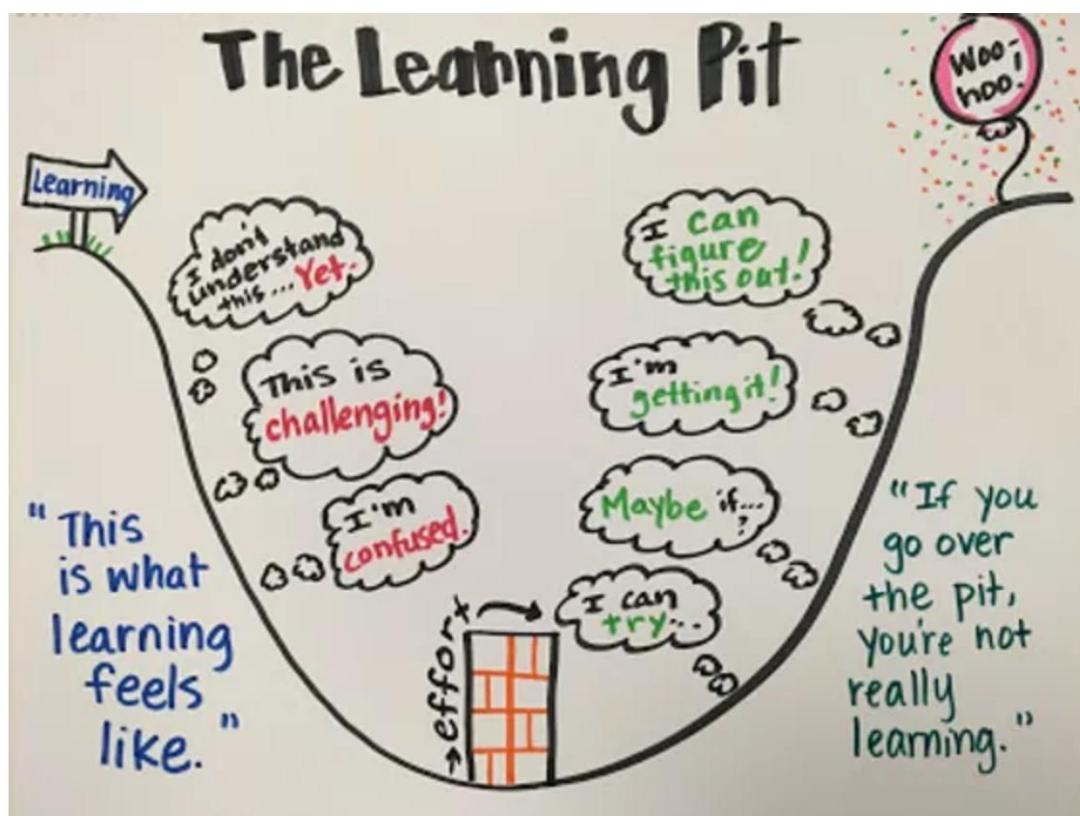 The Learning Pit
Woo-
hoo!
Learning
I don't
understand
this... Yet.
This is
challenging!
I'm
confused.
effort
I can
try...
Maybe if...
?
I'm
getting it!
I can
figure
this out!
"This
is what
learning
feels
like."
"If you
go over
the pit,
you're not
really
learning."